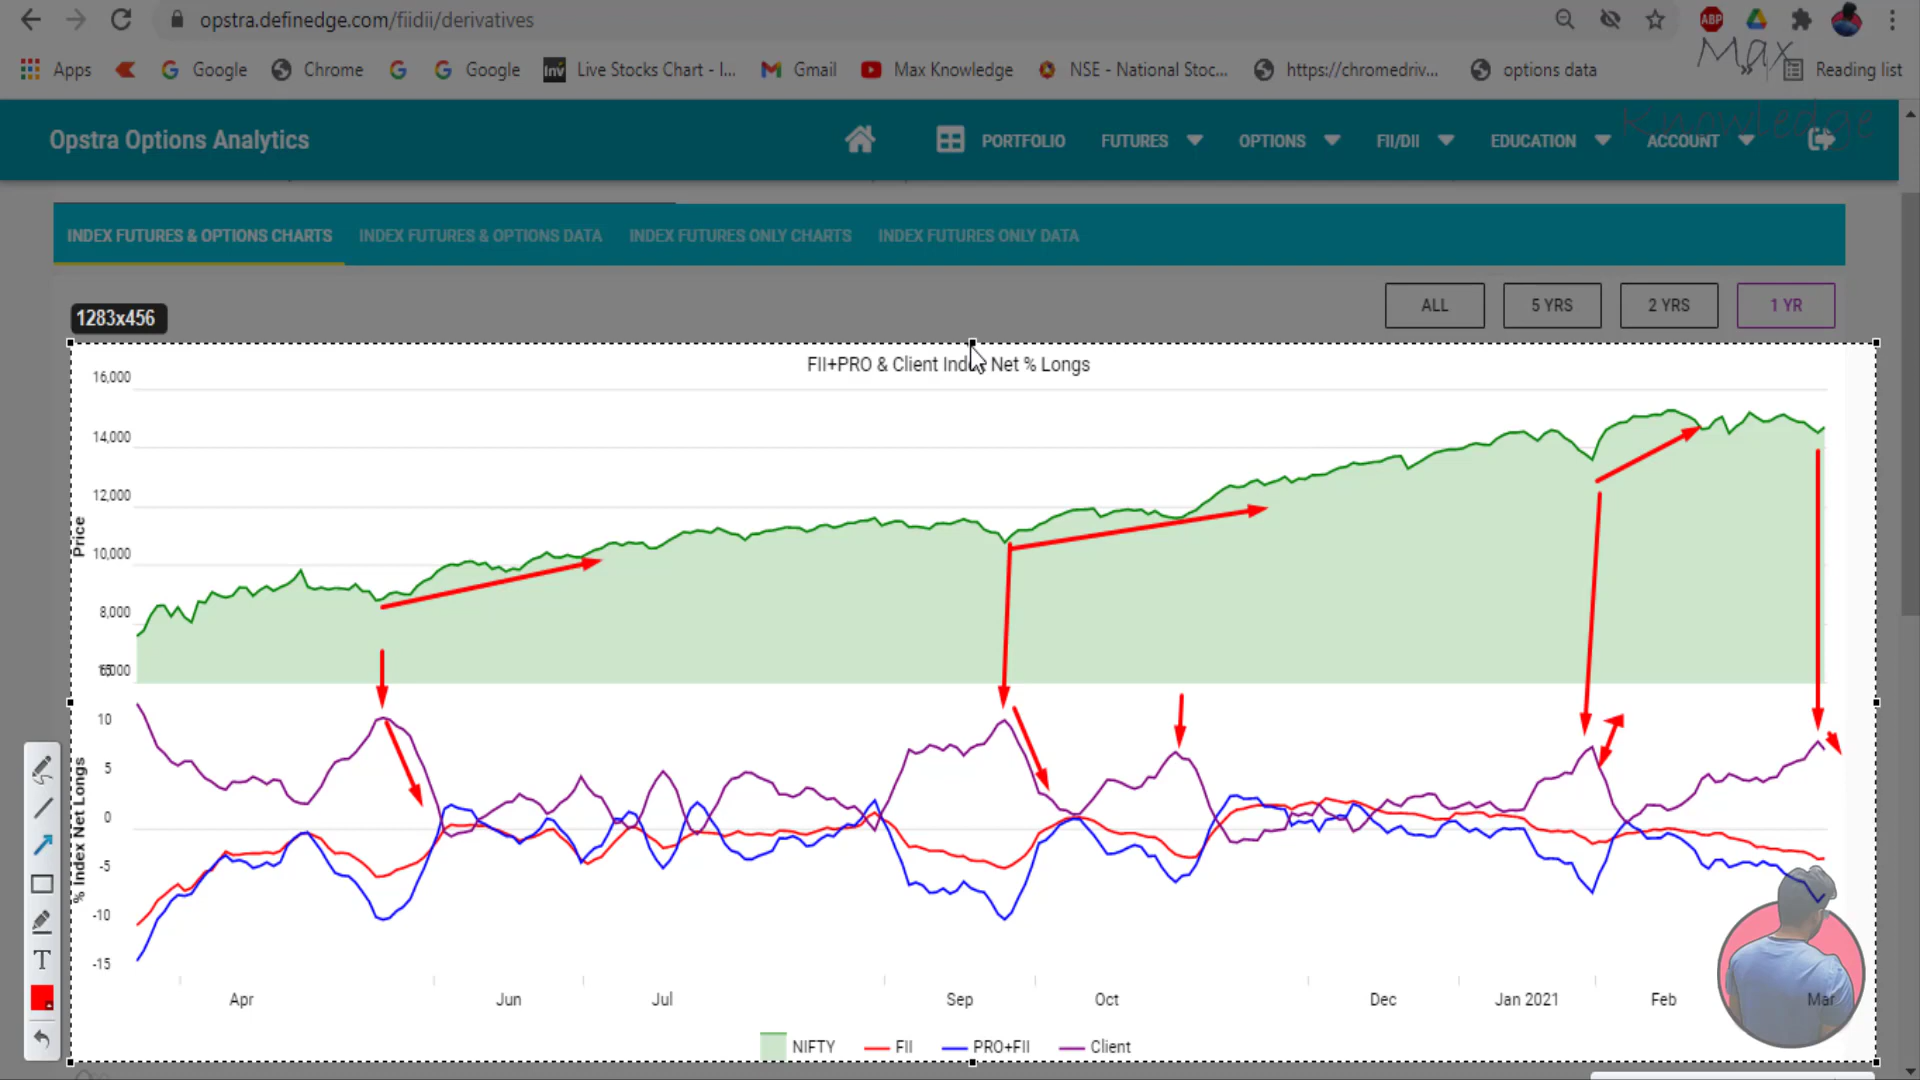 opstra.definedge.com/fiidii/derivatives
ABP
Apps
Google
Chrome
Google
Inv Live Stocks Chart - I...
Gmail
Max Knowledge
NSE - National Stoc...
https://chromedriv...
options data
Max
»
Reading list
Knowledge
Opstra Options Analytics
PORTFOLIO
FUTURES
OPTIONS
FII/DII
EDUCATION
ACCOUNT
INDEX FUTURES & OPTIONS CHARTS
INDEX FUTURES & OPTIONS DATA
INDEX FUTURES ONLY CHARTS
INDEX FUTURES ONLY DATA
ALL
5 YRS
2 YRS
1 YR
1283x456
FII+PRO & Client Index Net % Longs
16,000
14,000
12,000
10,000
8,000
Price
10
5
0
-5
-10
-15
% Index Net Longs
T
Apr
Jun
Jul
Sep
Oct
Dec
Jan 2021
Feb
Mar
NIFTY
FII
PRO+FII
Client